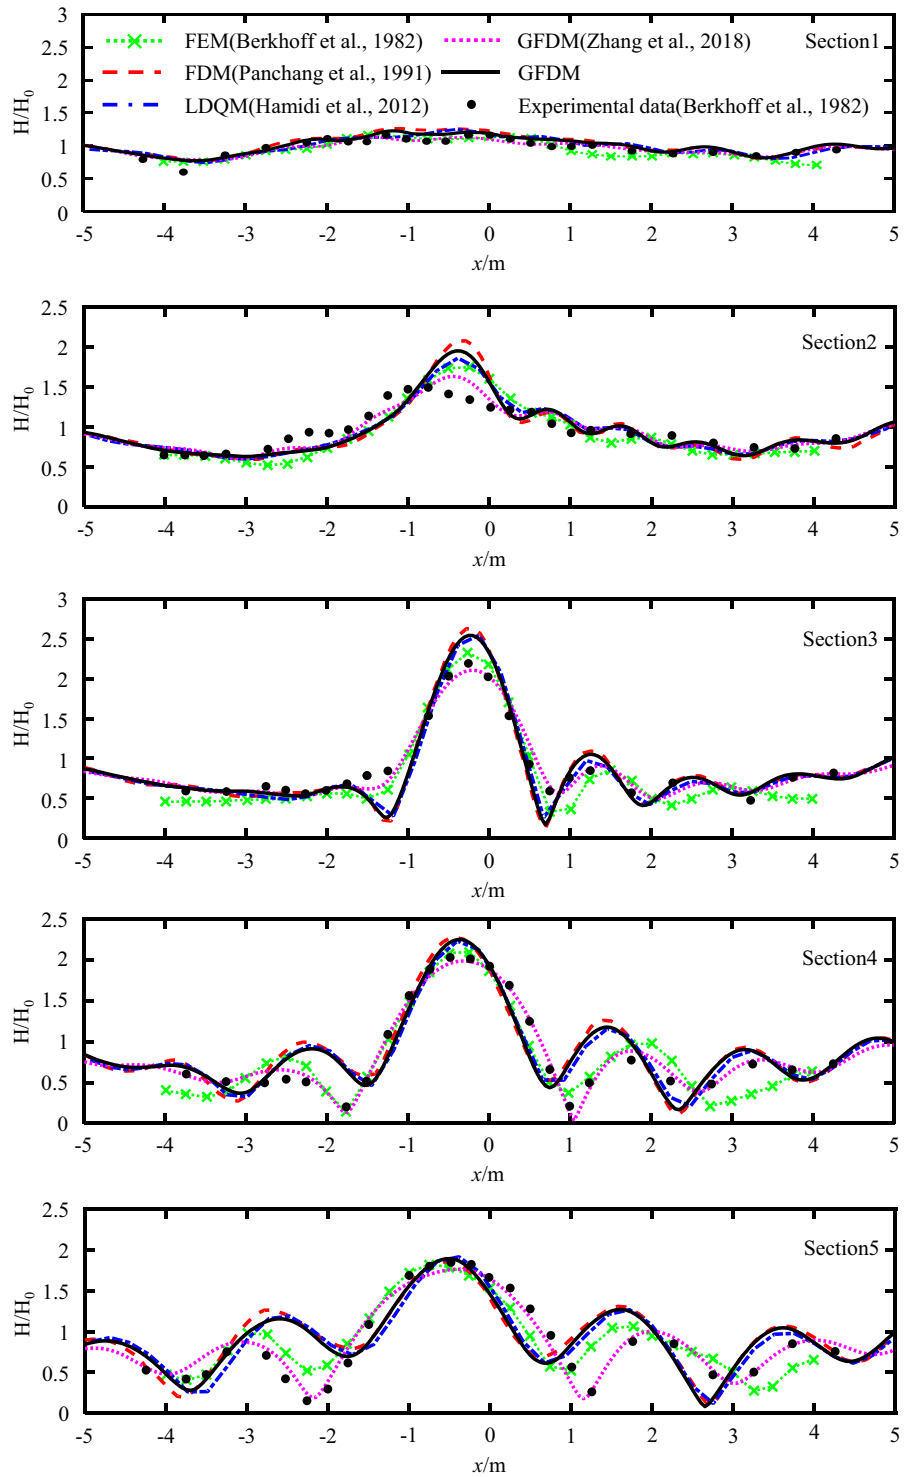 3
2.5
2
1.5
1
0.5
0
H/H0
FEM(Berkhoff et al., 1982)
GFDM(Zhang et al., 2018)
Section1
FDM(Panchang et al., 1991)
GFDM
LDQM(Hamidi et al., 2012)
Experimental data(Berkhoff et al., 1982)
-5 -4 -3 -2 -1 0 1 2 3 4 5
x/m
2.5
2
1.5
1
0.5
0
H/H0
Section2
-5 -4 -3 -2 -1 0 1 2 3 4 5
x/m
3
2.5
2
1.5
1
0.5
0
H/H0
Section3
-5 -4 -3 -2 -1 0 1 2 3 4 5
x/m
2.5
2
1.5
1
0.5
0
H/H0
Section4
-5 -4 -3 -2 -1 0 1 2 3 4 5
x/m
2.5
2
1.5
1
0.5
0
H/H0
Section5
-5 -4 -3 -2 -1 0 1 2 3 4 5
x/m